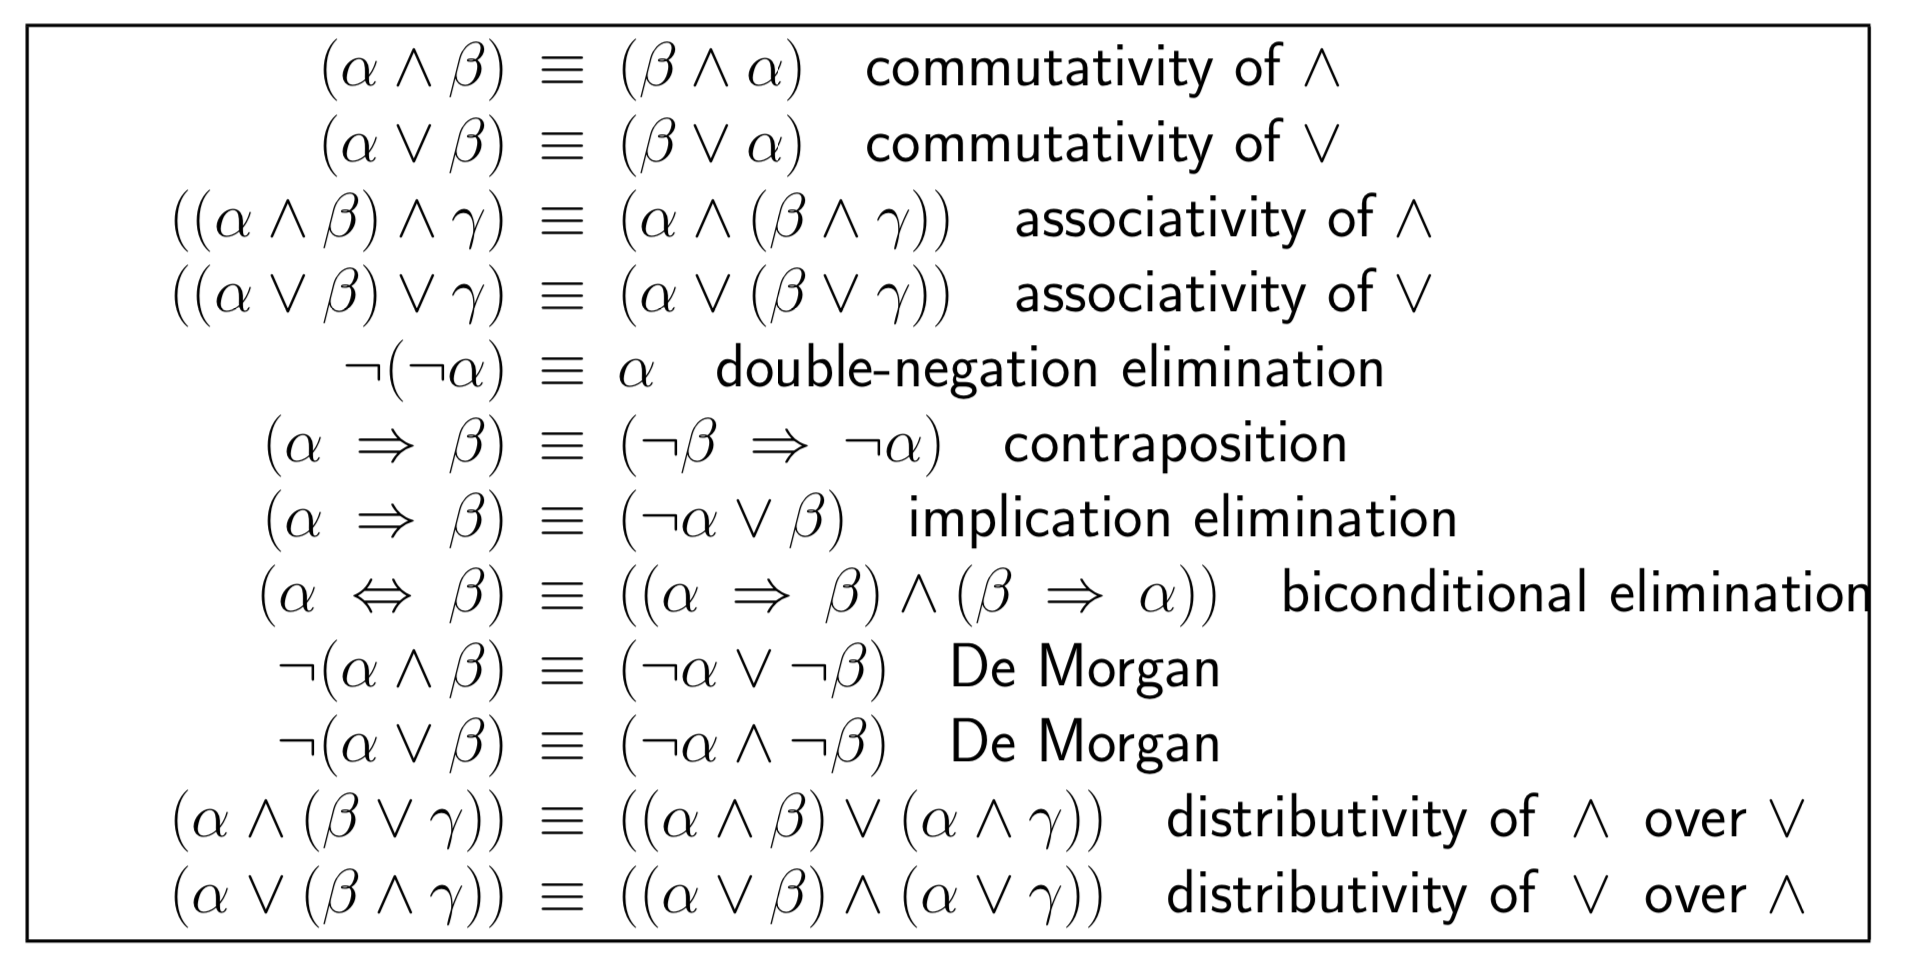 (α ∧ β) ≡ (β ∧ α) commutativity of ∧
(α ∨ β) ≡ (β ∨ α) commutativity of ∨
((α ∧ β) ∧ γ) ≡ (α ∧ (β ∧ γ)) associativity of ∧
((α ∨ β) ∨ γ) ≡ (α ∨ (β ∨ γ)) associativity of ∨
¬(¬α) ≡ α double-negation elimination
(α ⇒ β) ≡ (¬β ⇒ ¬α) contraposition
(α ⇒ β) ≡ (¬α ∨ β) implication elimination
(α ⇔ β) ≡ ((α ⇒ β) ∧ (β ⇒ α)) biconditional elimination
¬(α ∧ β) ≡ (¬α ∨ ¬β) De Morgan
¬(α ∨ β) ≡ (¬α ∧ ¬β) De Morgan
(α ∧ (β ∨ γ)) ≡ ((α ∧ β) ∨ (α ∧ γ)) distributivity of ∧ over ∨
(α ∨ (β ∧ γ)) ≡ ((α ∨ β) ∧ (α ∨ γ)) distributivity of ∨ over ∧